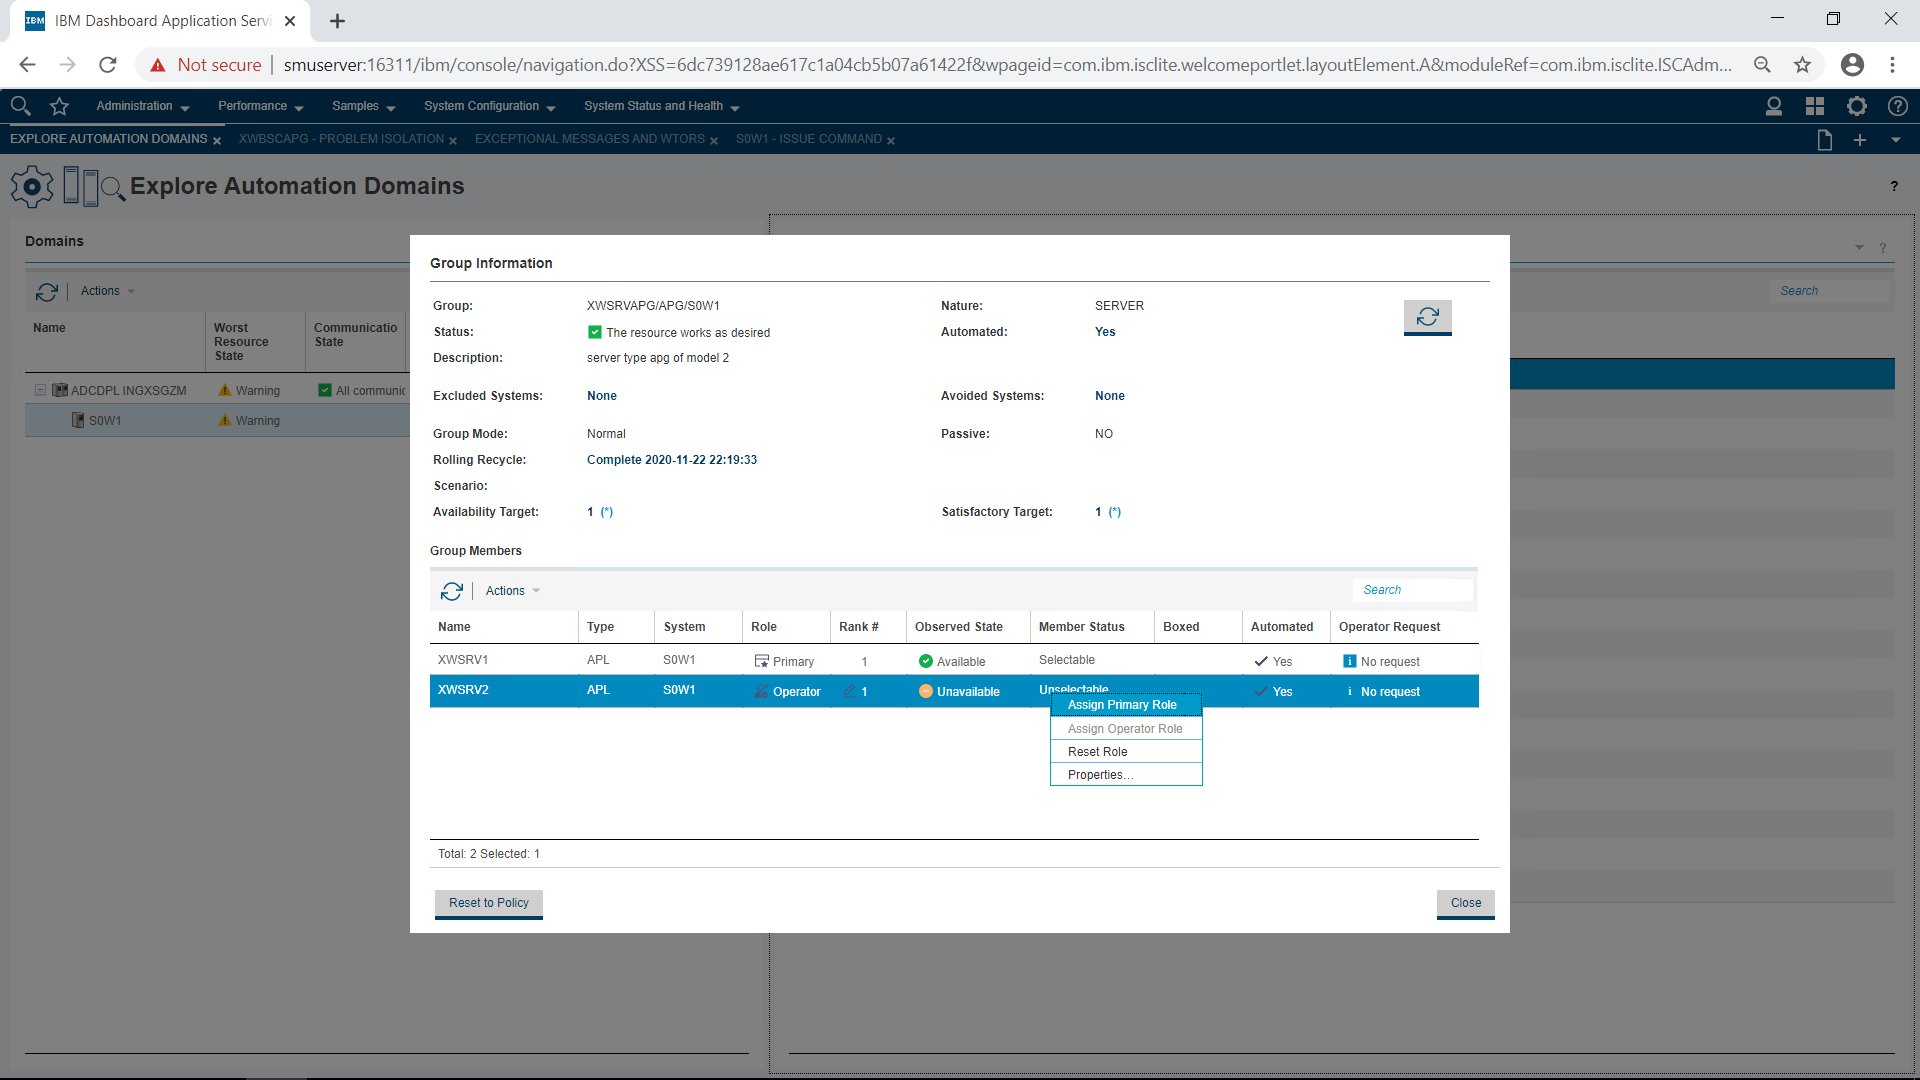 IBM Dashboard Application Servi
Not secure
smuserver:16311/ibm/console/navigation.do?XSS=6dc739128ae617c1a04cb5b07a61422f&wpageid=com.ibm.isclite.welcomeportlet.layoutElement.A&moduleRef=com.ibm.isclite.ISCAdm...
Administration Performance Samples System Configuration System Status and Health
EXPLORE AUTOMATION DOMAINS XWBSCAPG - PROBLEM ISOLATION EXCEPTIONAL MESSAGES AND WTORS S0W1 - ISSUE COMMAND
Explore Automation Domains
?
Domains
?
Actions
Search
Name Worst Resource State Communicatio State
ADCDPL INGXSGZM Warning All communic
S0W1 Warning
Group Information
Group: XWSRVAPG/APG/S0W1 Nature: SERVER
Status: The resource works as desired Automated: Yes
Description: server type apg of model 2
Excluded Systems: None Avoided Systems: None
Group Mode: Normal Passive: NO
Rolling Recycle: Complete 2020-11-22 22:19:33
Scenario:
Availability Target: 1 (*) Satisfactory Target: 1 (*)
Group Members
Actions Search
Name Type System Role Rank # Observed State Member Status Boxed Automated Operator Request
XWSRV1 APL S0W1 Primary 1 Available Selectable Yes No request
XWSRV2 APL S0W1 Operator 1 Unavailable Unselectable Yes No request
Assign Primary Role
Assign Operator Role
Reset Role
Properties...
Total: 2 Selected: 1
Reset to Policy Close